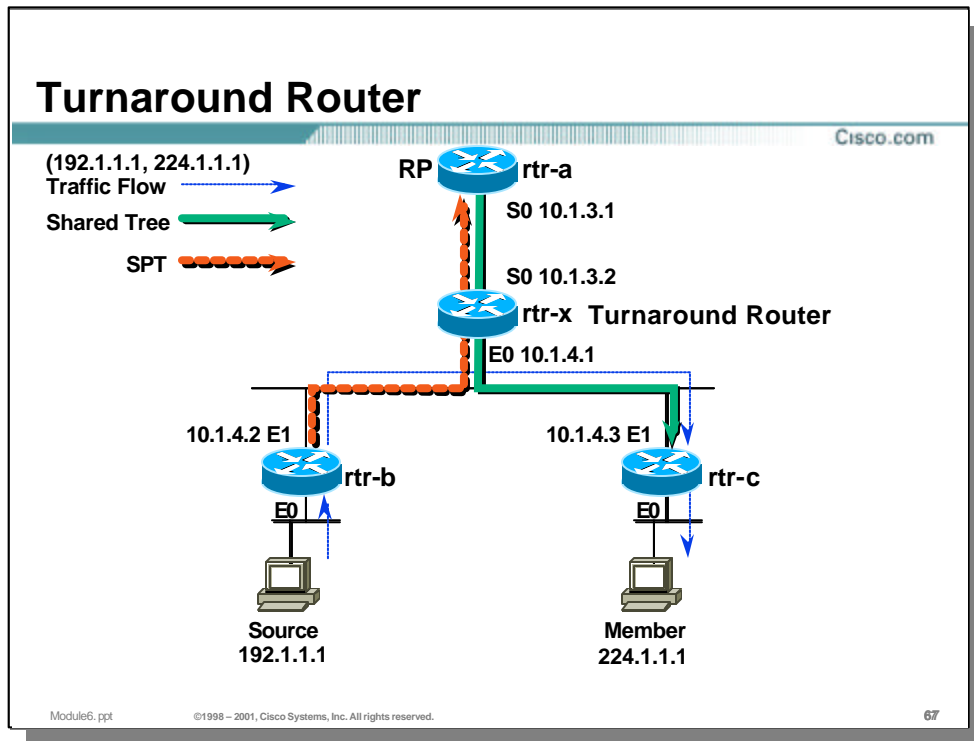 Turnaround Router
Cisco.com
(192.1.1.1, 224.1.1.1)
Traffic Flow
Shared Tree
SPT
RP
rtr-a
S0 10.1.3.1
S0 10.1.3.2
rtr-x Turnaround Router
E0 10.1.4.1
10.1.4.2 E1
10.1.4.3 E1
rtr-b
rtr-c
E0
E0
Source
192.1.1.1
Member
224.1.1.1
Module6. ppt
©1998 – 2001, Cisco Systems, Inc. All rights reserved.
67